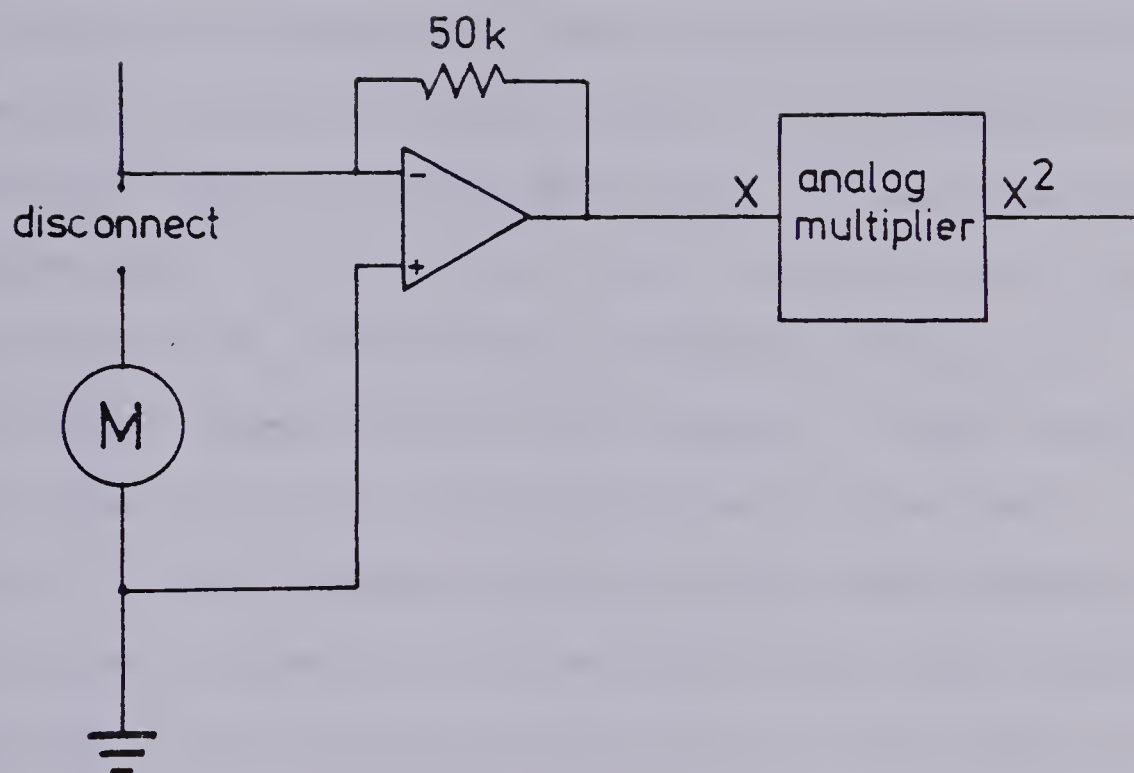 50k
disconnect
-
+
X
analog
multiplier
X²
M